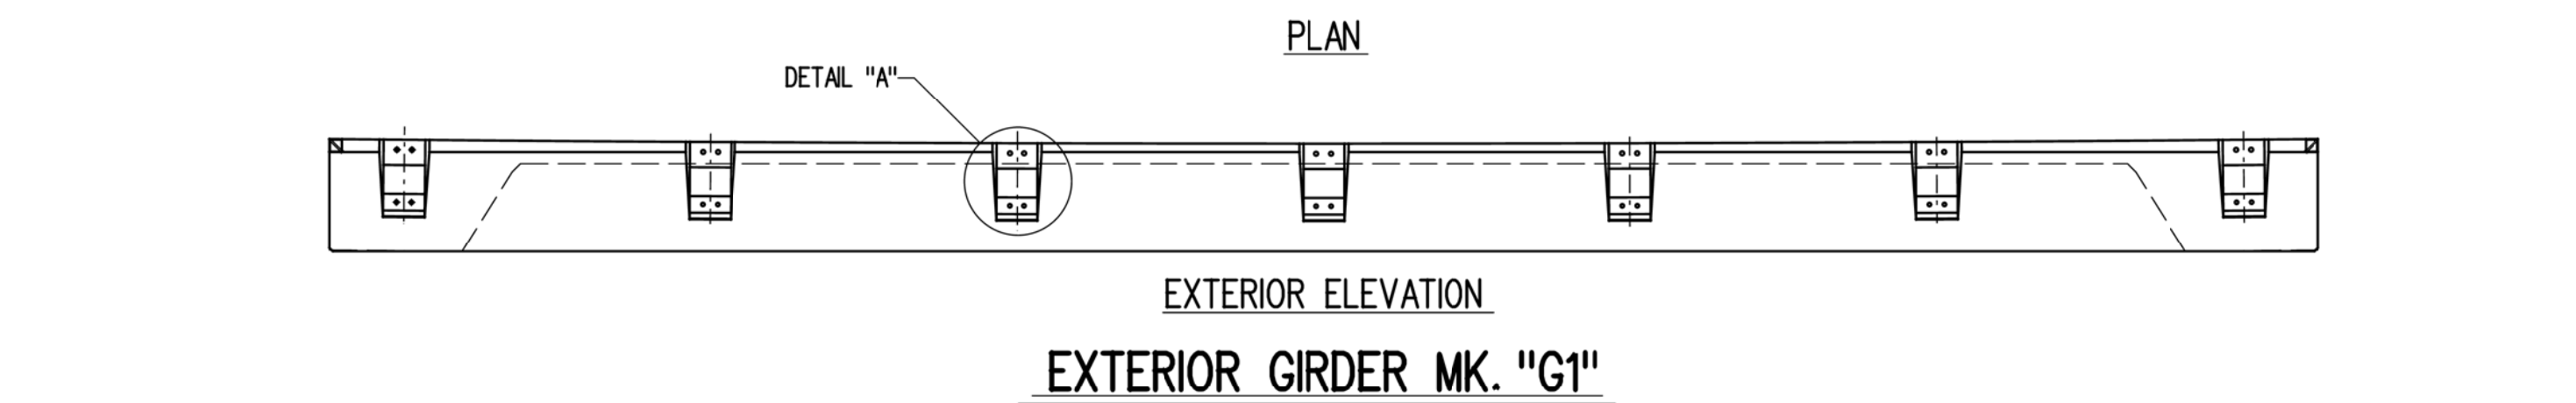 PLAN
DETAIL "A"
EXTERIOR ELEVATION
EXTERIOR GIRDER MK. "G1"